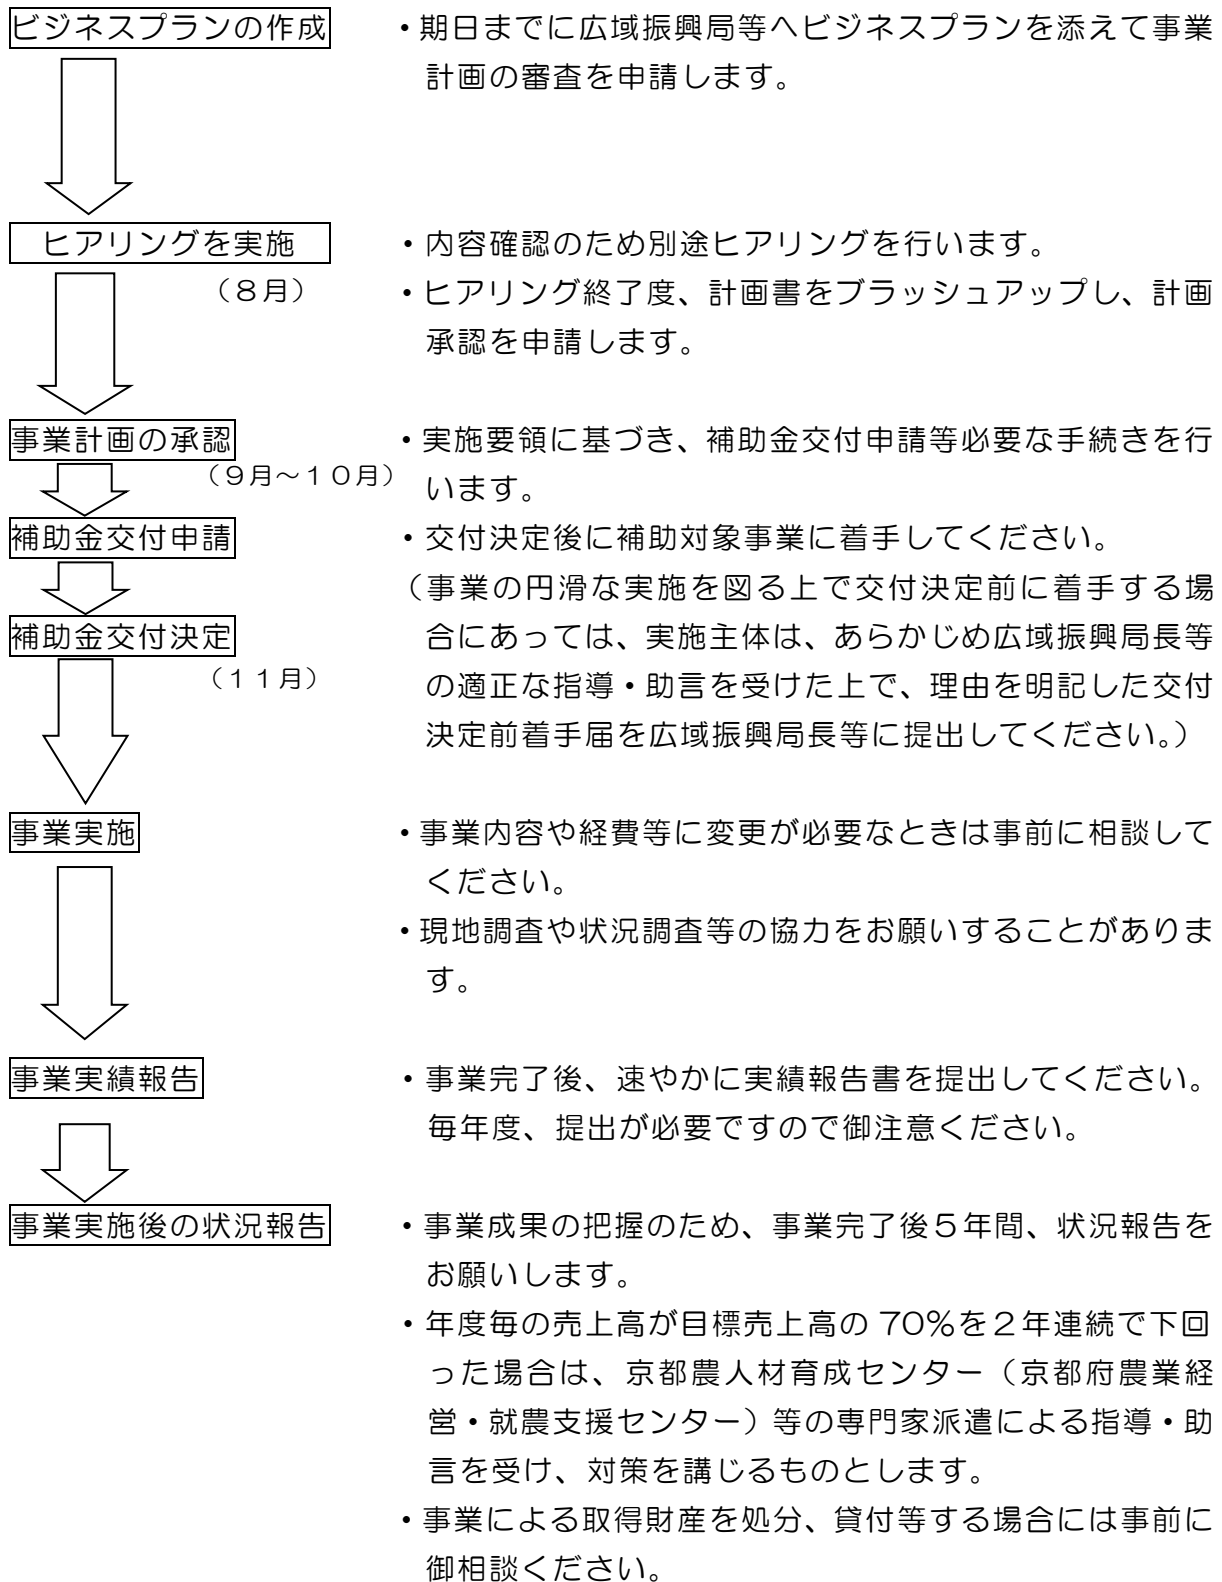 ビジネスプランの作成
・期日までに広域振興局等へビジネスプランを添えて事業
計画の審査を申請します。
ヒアリングを実施
(8月)
・内容確認のため別途ヒアリングを行います。
・ヒアリング終了度、計画書をブラッシュアップし、計画
承認を申請します。
事業計画の承認
(9月~10月)
・実施要領に基づき、補助金交付申請等必要な手続きを行
います。
補助金交付申請
・交付決定後に補助対象事業に着手してください。
(事業の円滑な実施を図る上で交付決定前に着手する場
合にあっては、実施主体は、あらかじめ広域振興局長等
の適正な指導・助言を受けた上で、理由を明記した交付
決定前着手届を広域振興局長等に提出してください。)
補助金交付決定
(11月)
事業実施
・事業内容や経費等に変更が必要なときは事前に相談して
ください。
・現地調査や状況調査等の協力をお願いすることがありま
す。
事業実績報告
・事業完了後、速やかに実績報告書を提出してください。
毎年度、提出が必要ですので御注意ください。
事業実施後の状況報告
・事業成果の把握のため、事業完了後5年間、状況報告を
お願いします。
・年度毎の売上高が目標売上高の70%を2年連続で下回
った場合は、京都農人材育成センター(京都府農業経
営・就農支援センター)等の専門家派遣による指導・助
言を受け、対策を講じるものとします。
・事業による取得財産を処分、貸付等する場合には事前に
御相談ください。